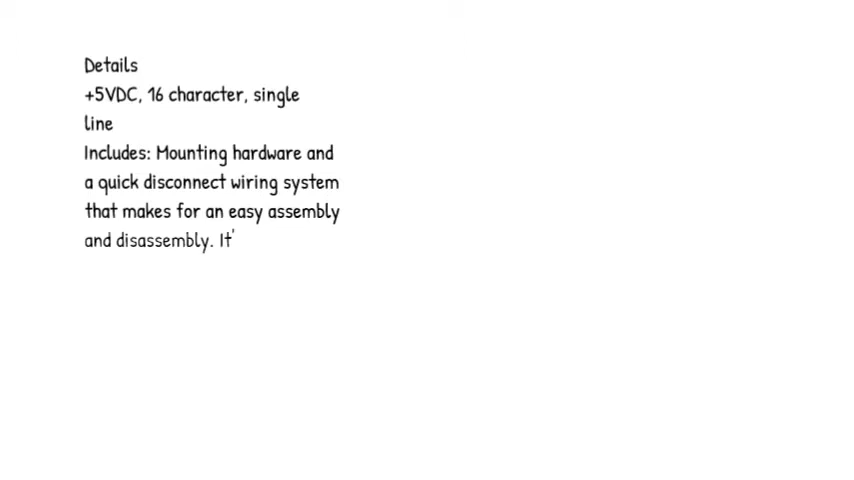 Details
+5VDC, 16 character, single
line
Includes: Mounting hardware and
a quick disconnect wiring system
that makes for an easy assembly
and disassembly. It'